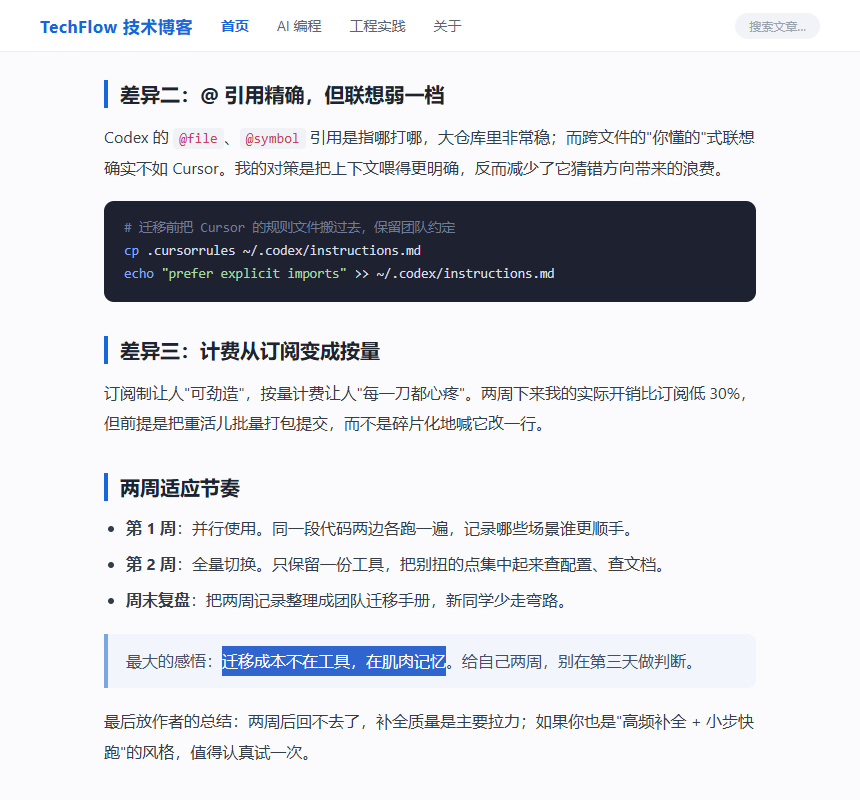 TechFlow 技术博客 首页 AI 编程 工程实践 关于 搜索文章...
差异二：@ 引用精确，但联想弱一档
Codex 的 @file 、 @symbol 引用是指哪打哪，大仓库里非常稳；而跨文件的"你懂的"式联想
确实不如 Cursor。我的对策是把上下文喂得更明确，反而减少了它猜错方向带来的浪费。
# 迁移前把 Cursor 的规则文件搬过去，保留团队约定
cp .cursorrules ~/.codex/instructions.md
echo "prefer explicit imports" >> ~/.codex/instructions.md
差异三：计费从订阅变成按量
订阅制让人"可劲造"，按量计费让人"每一刀都心疼"。两周下来我的实际开销比订阅低 30%，
但前提是把重活儿批量打包提交，而不是碎片化地喊它改一行。
两周适应节奏
• 第 1 周：并行使用。同一段代码两边各跑一遍，记录哪些场景谁更顺手。
• 第 2 周：全量切换。只保留一份工具，把别扭的点集中起来查配置、查文档。
• 周末复盘：把两周记录整理成团队迁移手册，新同学少走弯路。
最大的感悟：迁移成本不在工具，在肌肉记忆。给自己两周，别在第三天做判断。
最后放作者的总结：两周后回不去了，补全质量是主要拉力；如果你也是"高频补全 + 小步快
跑"的风格，值得认真试一次。